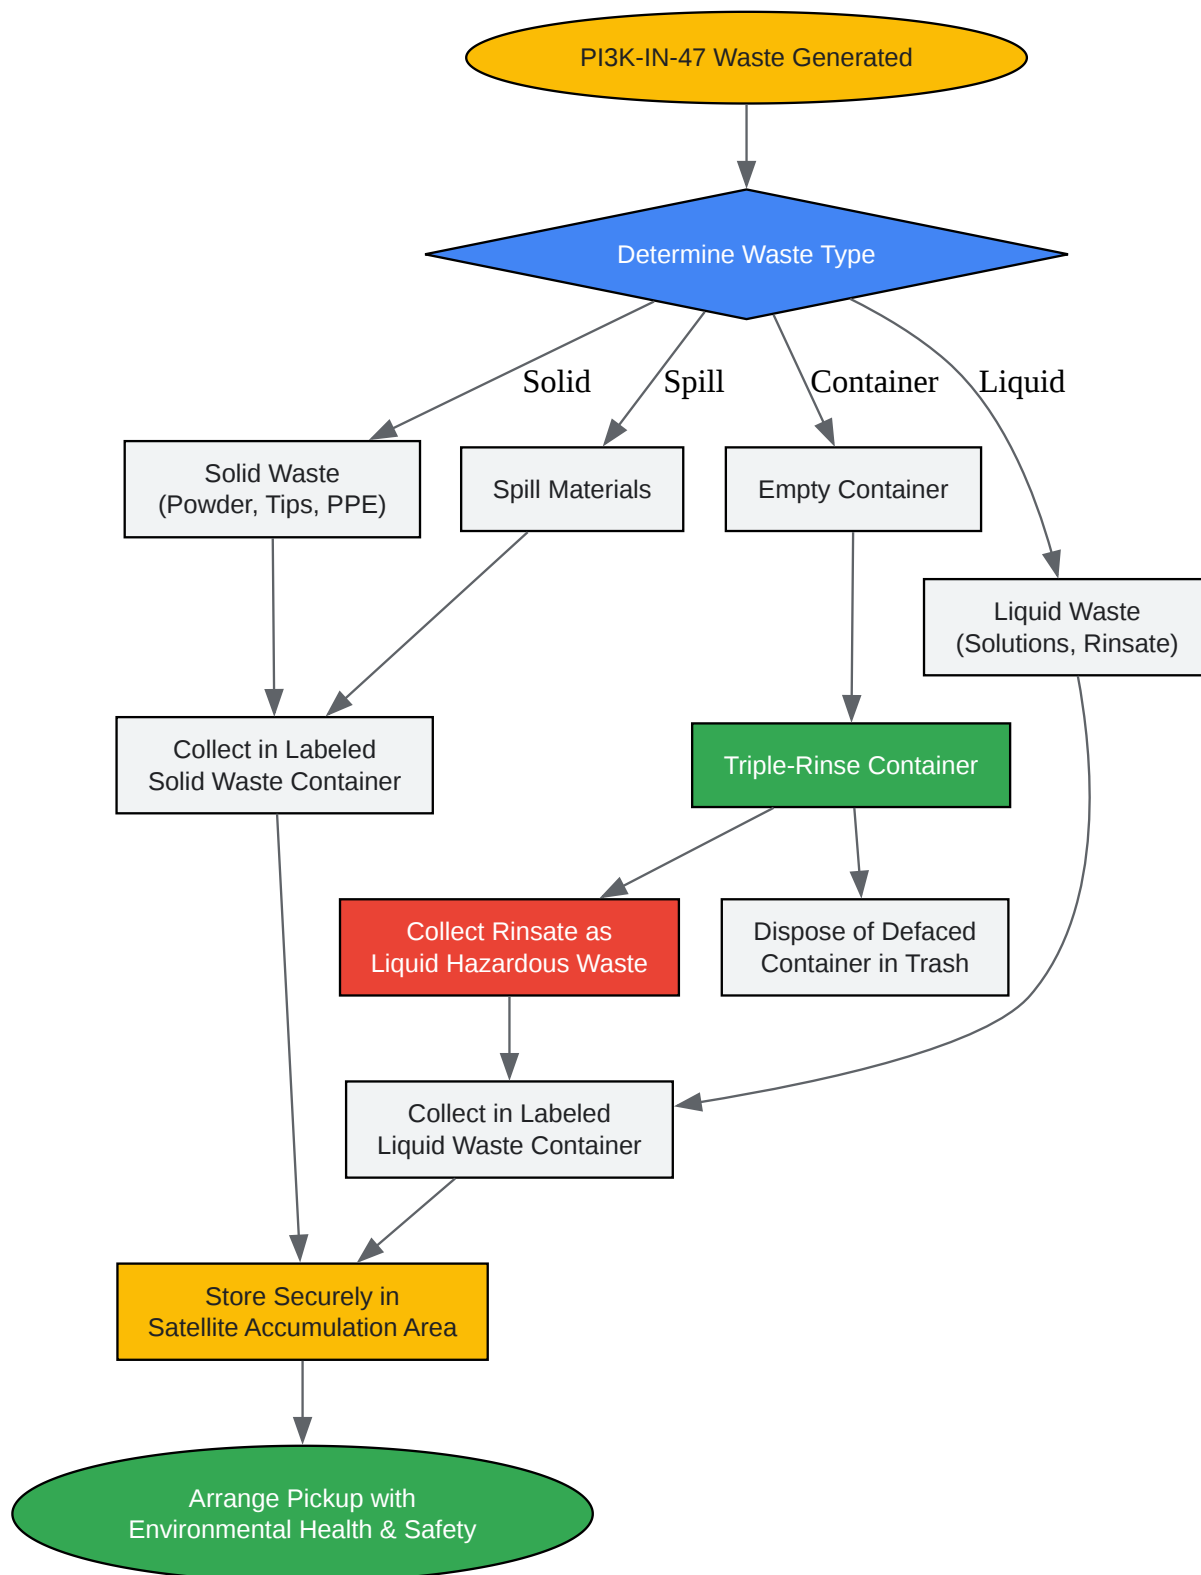 PI3K-IN-47 Waste Generated
Determine Waste Type
Solid
Spill
Container
Liquid
Solid Waste
(Powder, Tips, PPE)
Spill Materials
Empty Container
Liquid Waste
(Solutions, Rinsate)
Collect in Labeled
Solid Waste Container
Triple-Rinse Container
Collect Rinsate as
Liquid Hazardous Waste
Dispose of Defaced
Container in Trash
Collect in Labeled
Liquid Waste Container
Store Securely in
Satellite Accumulation Area
Arrange Pickup with
Environmental Health & Safety